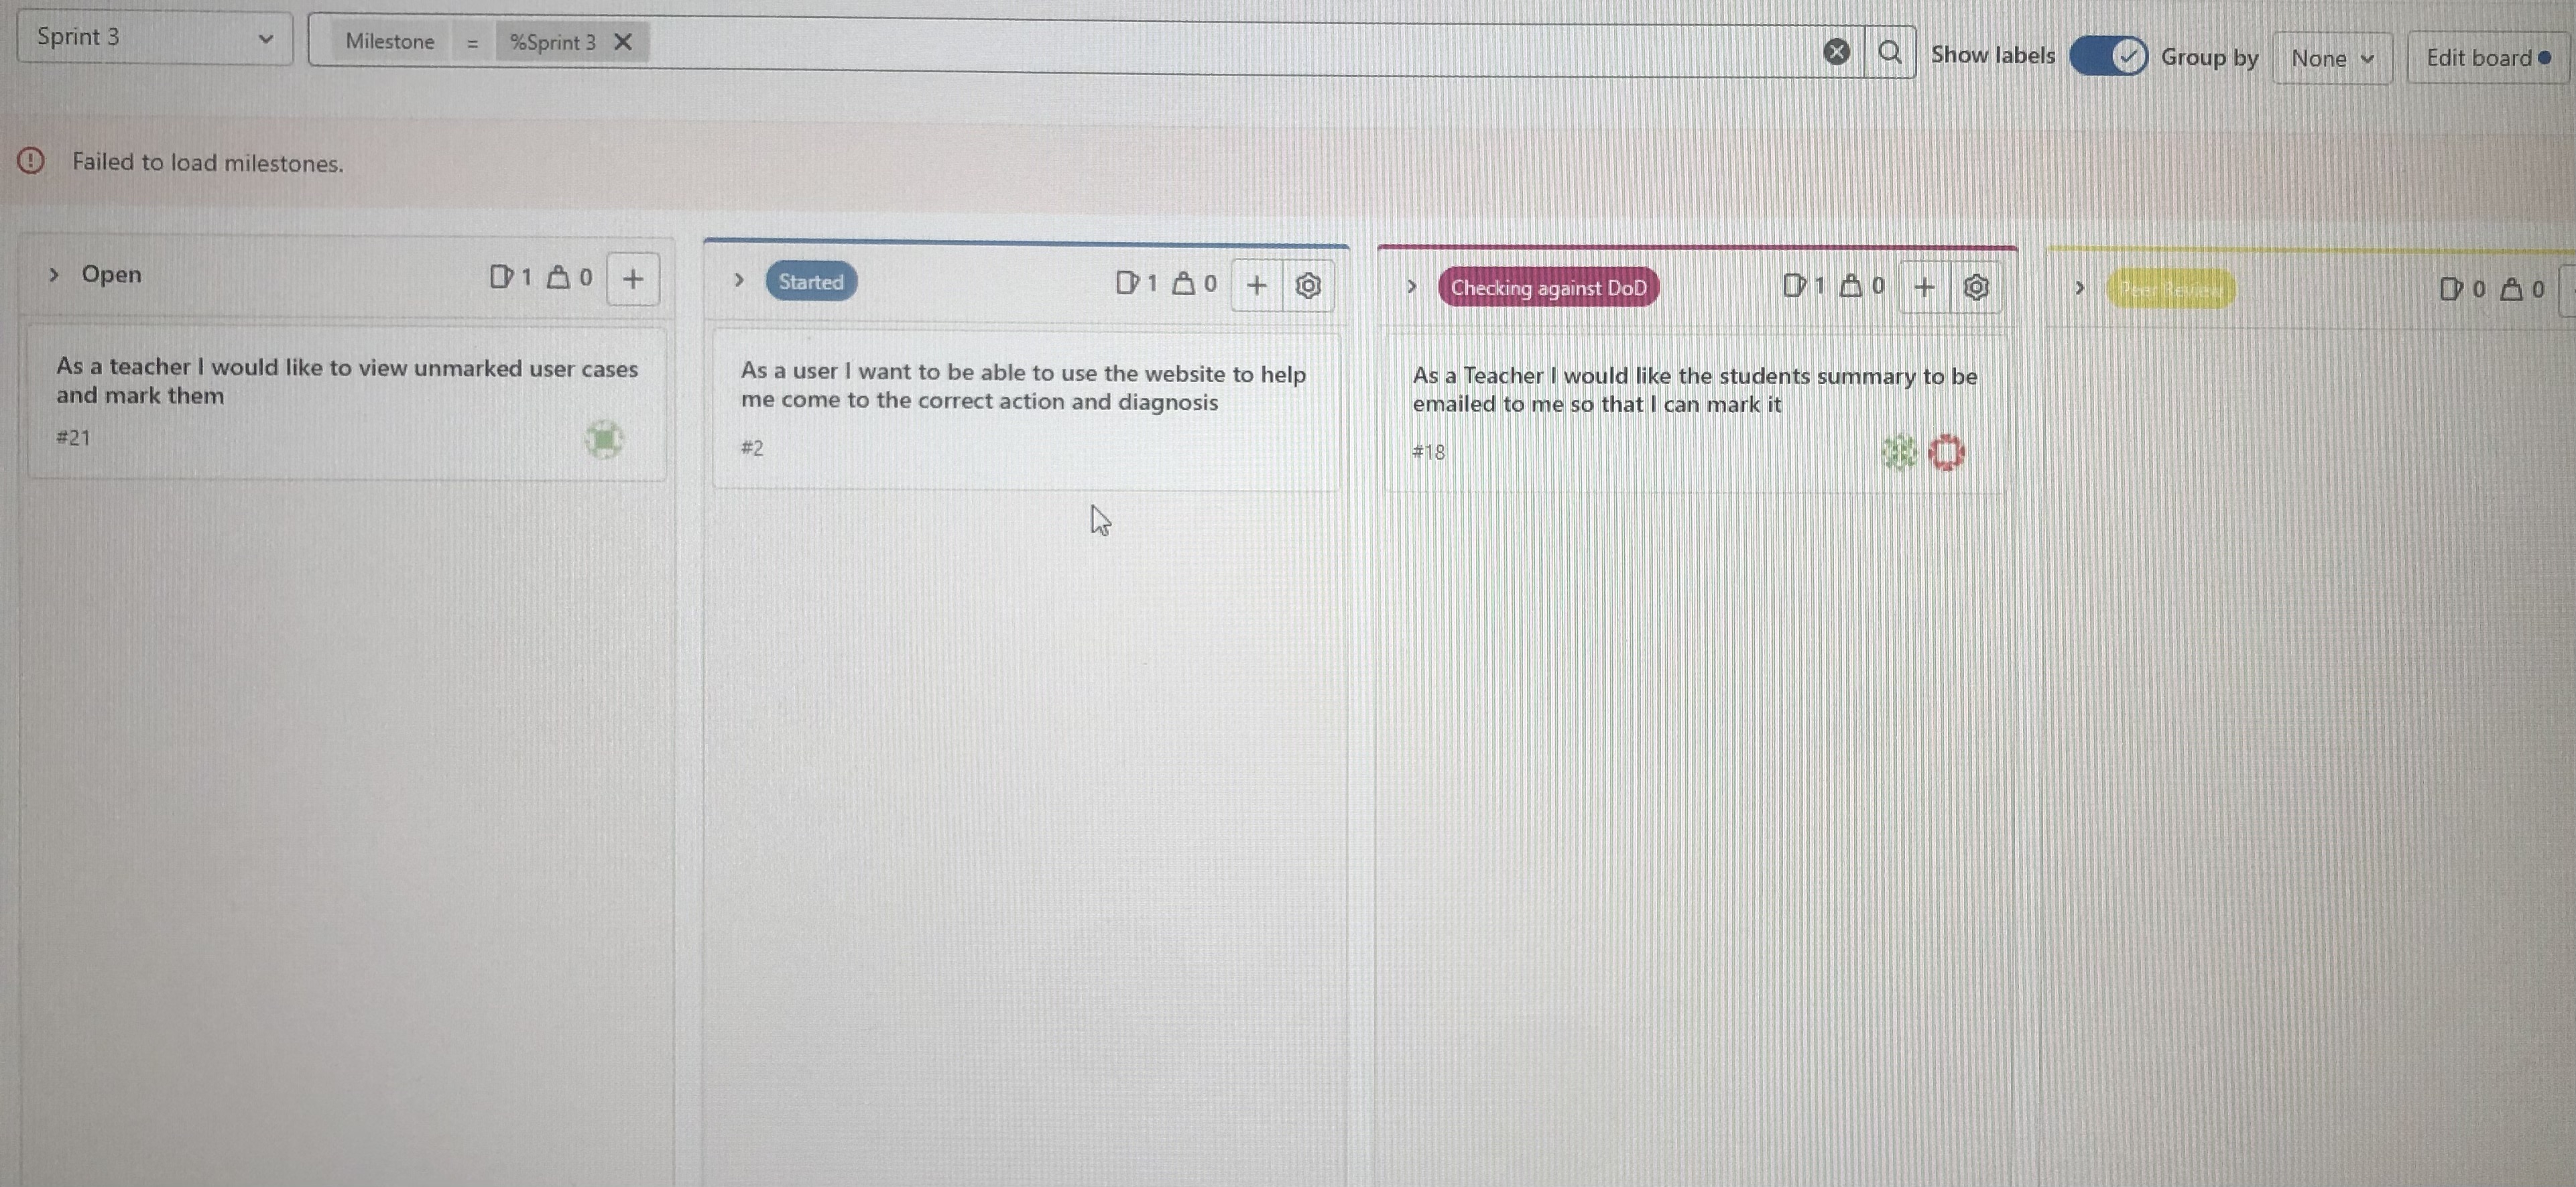 Sprint 3
Milestone = %Sprint 3
Show labels
Group by
None
Edit board
Failed to load milestones.
Open
1 0
Started
1 0
Checking against DoD
1 0
Peer Review
0 0
As a teacher I would like to view unmarked user cases
and mark them
#21
As a user I want to be able to use the website to help
me come to the correct action and diagnosis
#2
As a Teacher I would like the students summary to be
emailed to me so that I can mark it
#18